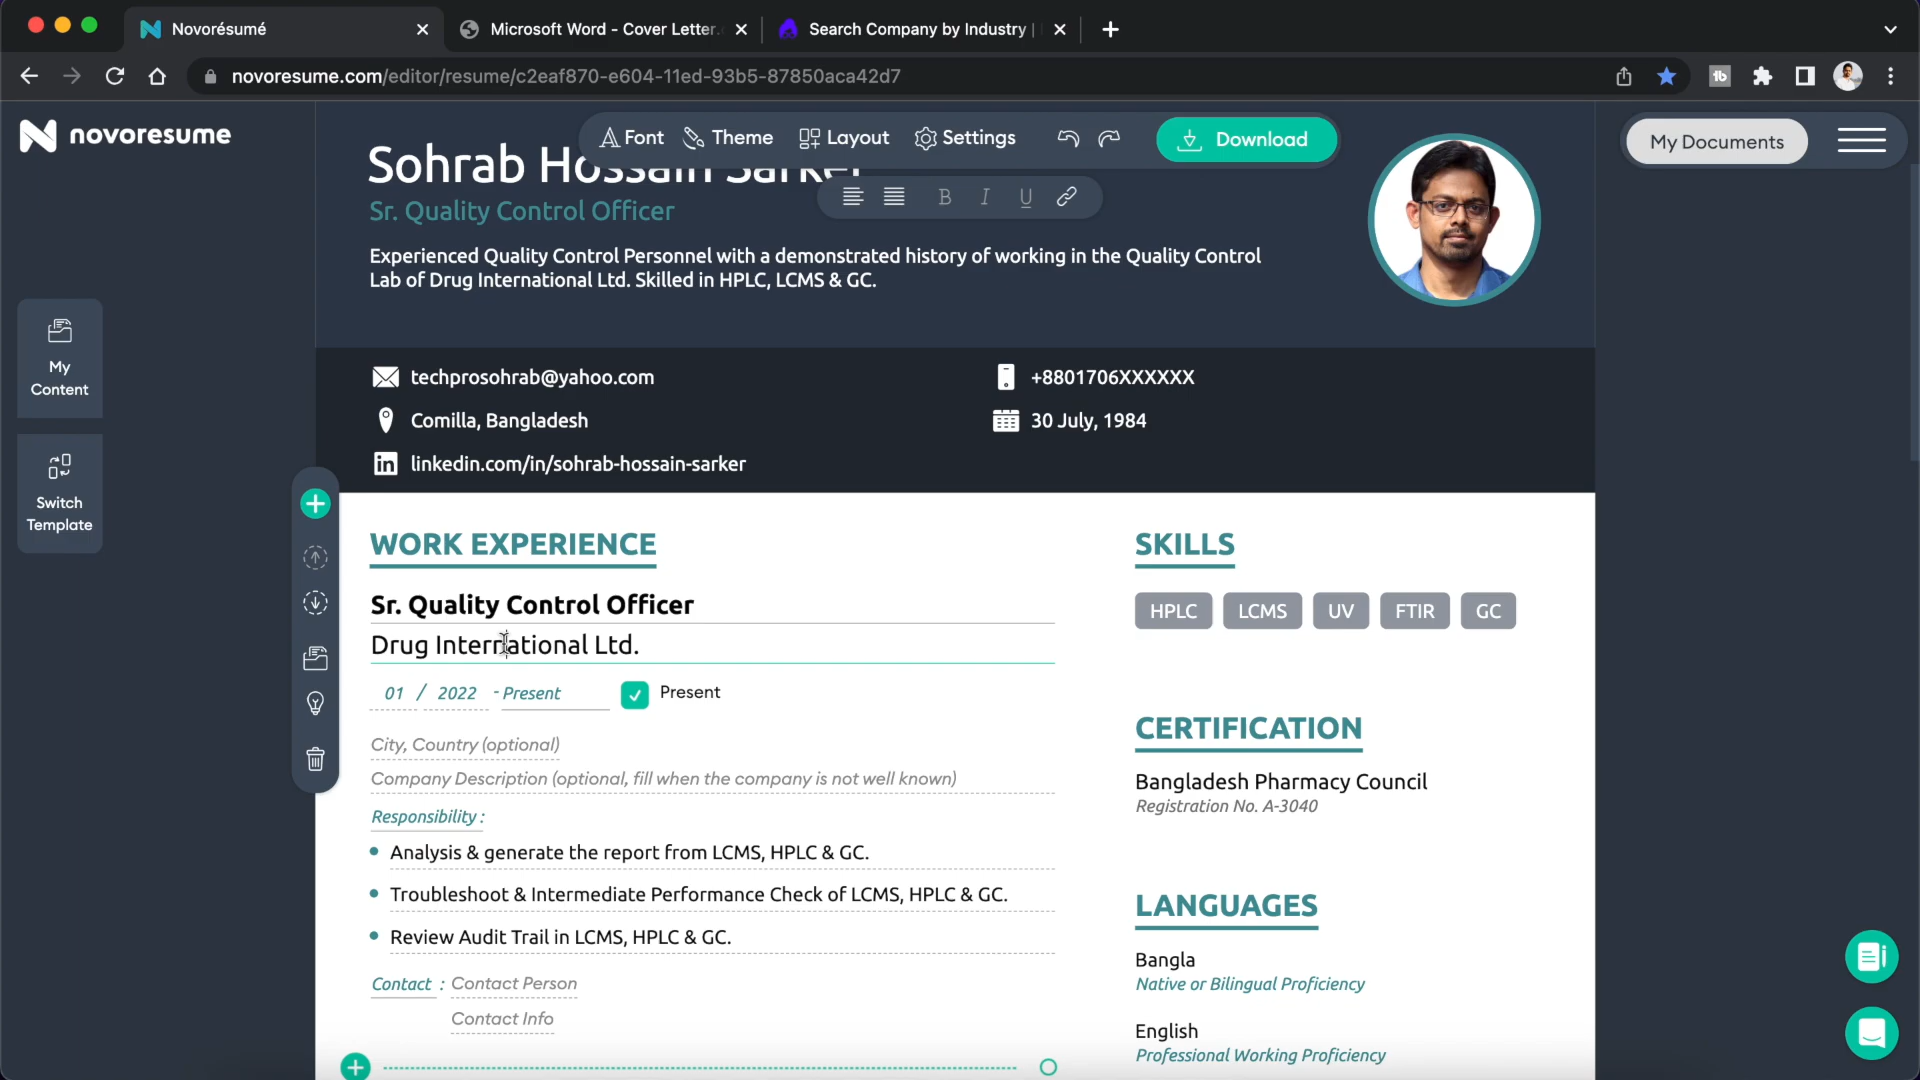 Novorésumé
Microsoft Word - Cover Letter.
Search Company by Industry |
novoresume.com/editor/resume/c2eaf870-e604-11ed-93b5-87850aca42d7
novoresume
Font
Theme
Layout
Settings
Download
My Documents
Sohrab Hossain Sarker
Sr. Quality Control Officer
B I U
Experienced Quality Control Personnel with a demonstrated history of working in the Quality Control
Lab of Drug International Ltd. Skilled in HPLC, LCMS & GC.
My
Content
Switch
Template
techprosohrab@yahoo.com
+8801706XXXXXX
Comilla, Bangladesh
30 July, 1984
linkedin.com/in/sohrab-hossain-sarker
WORK EXPERIENCE
Sr. Quality Control Officer
Drug International Ltd.
01 / 2022 - Present
Present
City, Country (optional)
Company Description (optional, fill when the company is not well known)
Responsibility :
Analysis & generate the report from LCMS, HPLC & GC.
Troubleshoot & Intermediate Performance Check of LCMS, HPLC & GC.
Review Audit Trail in LCMS, HPLC & GC.
Contact : Contact Person
Contact Info
SKILLS
HPLC LCMS UV FTIR GC
CERTIFICATION
Bangladesh Pharmacy Council
Registration No. A-3040
LANGUAGES
Bangla
Native or Bilingual Proficiency
English
Professional Working Proficiency